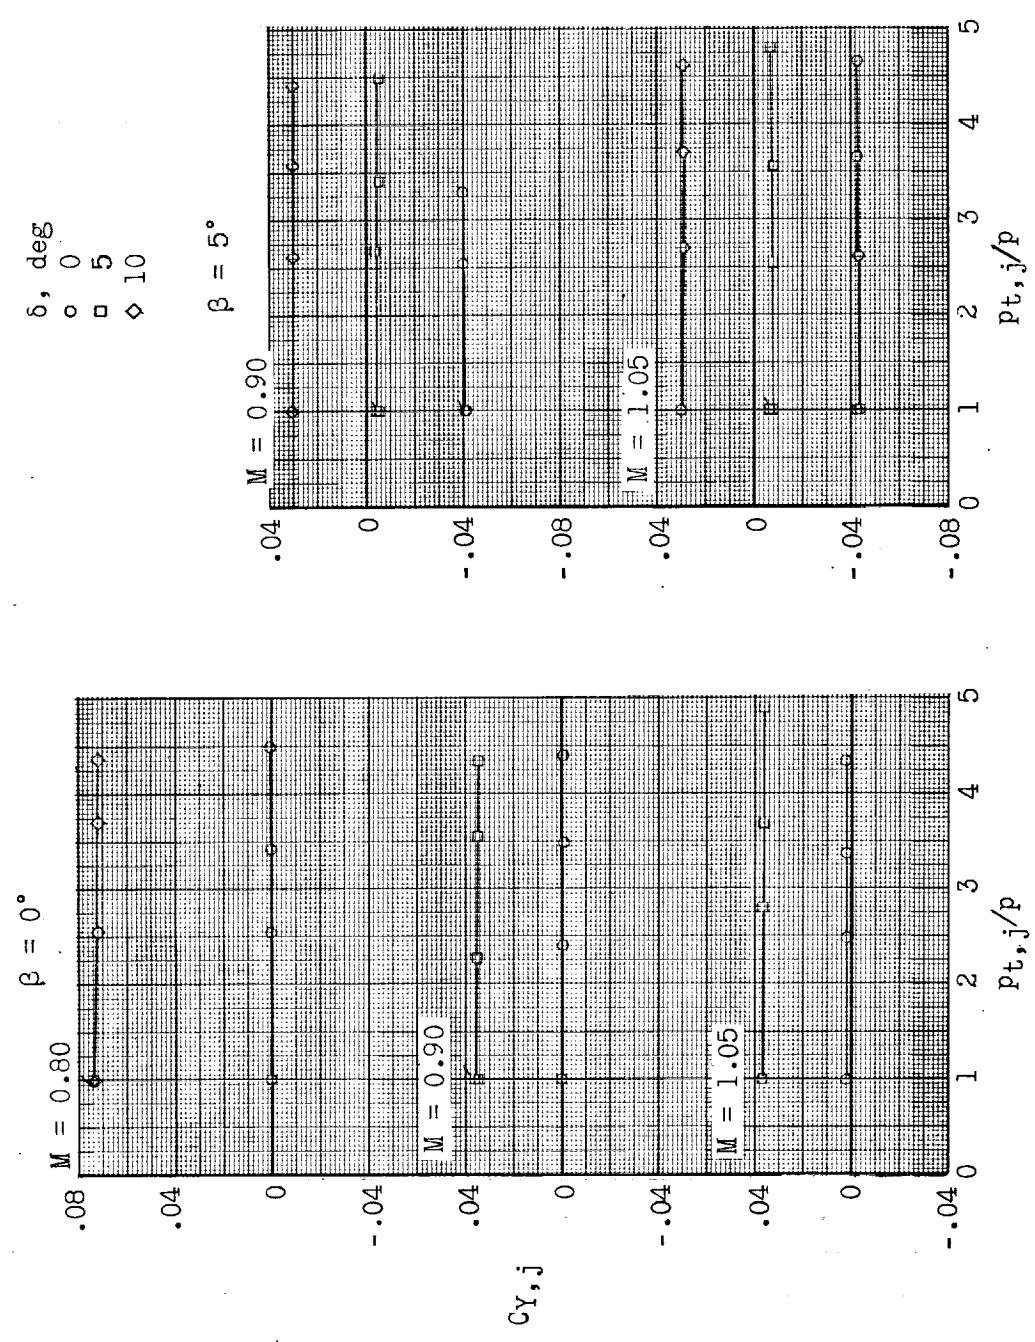 δ, deg
○ 0
□ 5
◇ 10
β = 0°
M = 0.80
.08
.04
0
-.04
M = 0.90
.04
0
-.04
M = 1.05
.04
0
-.04
0 1 2 3 4 5
pt,j/p
CY,j
β = 5°
M = 0.90
.04
0
-.04
-.08
M = 1.05
.04
0
-.04
-.08
0 1 2 3 4 5
pt,j/p